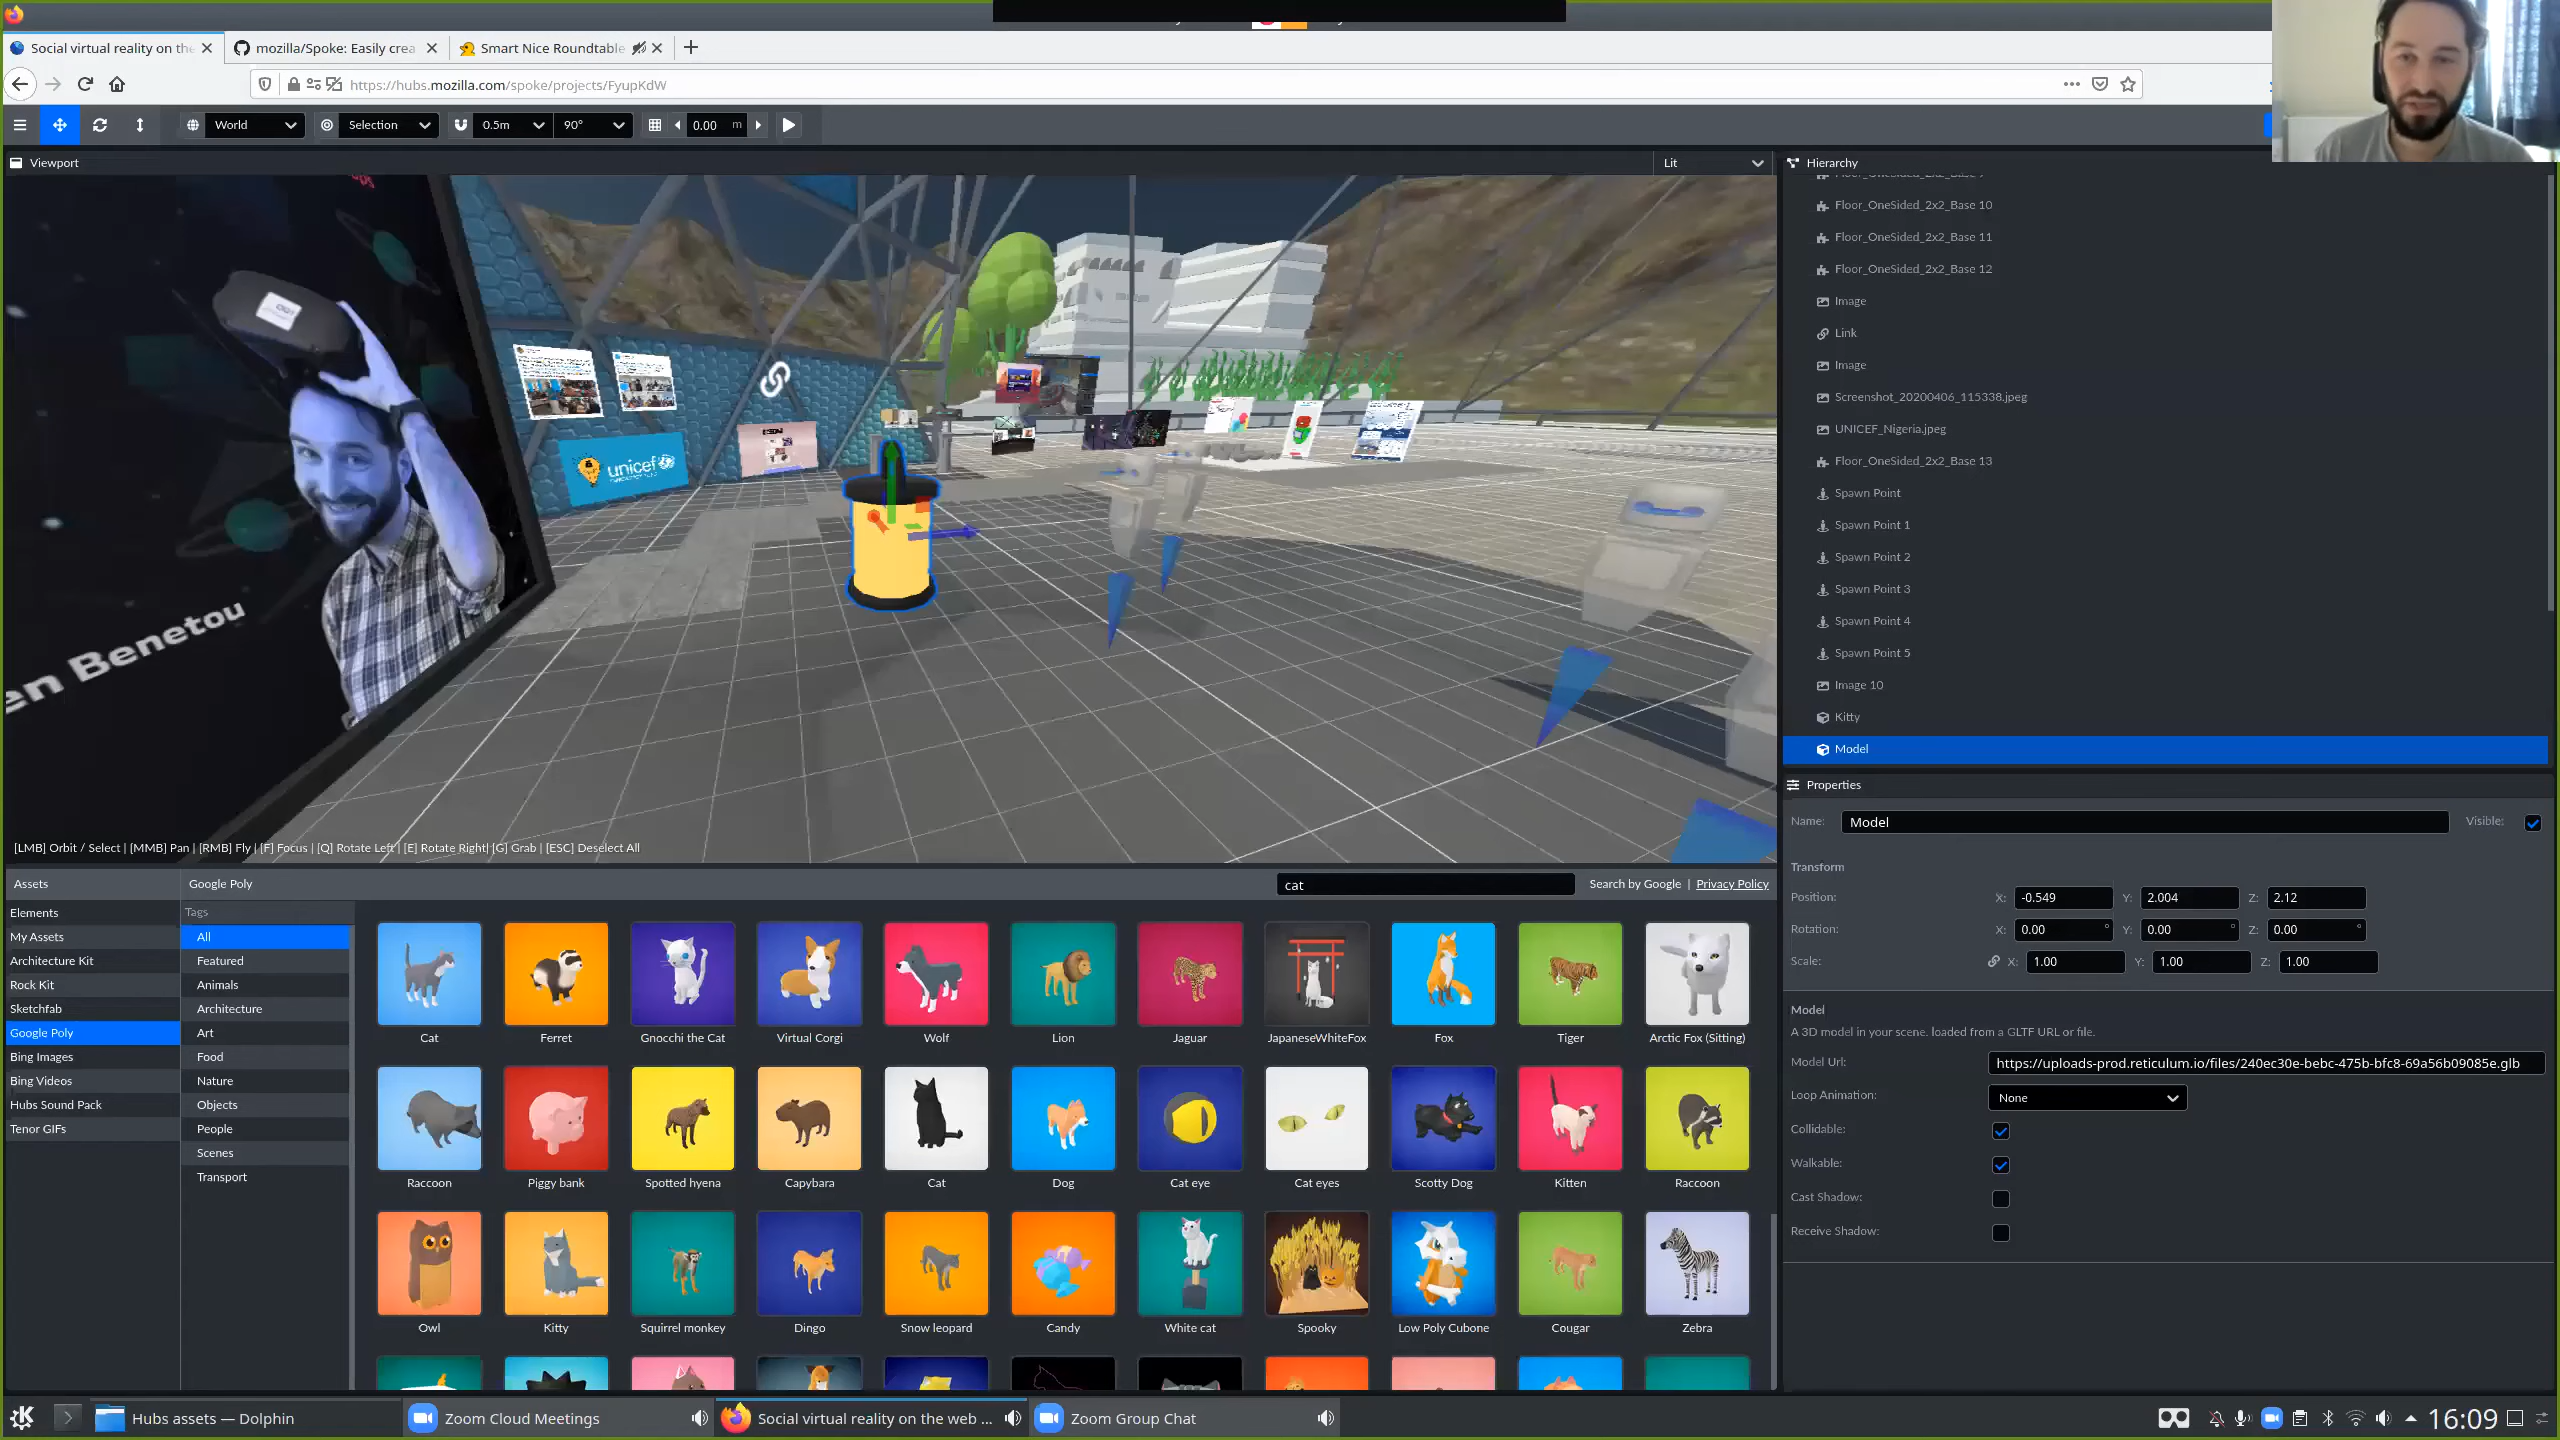 Social virtual reality on the
mozilla/Spoke: Easily crea
Smart Nice Roundtable
https://hubs.mozilla.com/spoke/projects/FyupKdW
World
Selection
0.5m
90°
0.00 m
Viewport
Lit
Hierarchy
Floor_OneSided_2x2_Base 9
Floor_OneSided_2x2_Base 10
Floor_OneSided_2x2_Base 11
Floor_OneSided_2x2_Base 12
Image
Link
Image
Screenshot_20200406_115338.jpeg
UNICEF_Nigeria.jpeg
Floor_OneSided_2x2_Base 13
Spawn Point
Spawn Point 1
Spawn Point 2
Spawn Point 3
Spawn Point 4
Spawn Point 5
Image 10
Kitty
Model
unicef
en Benetou
[LMB] Orbit / Select | [MMB] Pan | [RMB] Fly | [F] Focus | [Q] Rotate Left | [E] Rotate Right| [G] Grab | [ESC] Deselect All
Properties
Name: Model Visible:
Transform
Position: X: -0.549 Y: 2.004 Z: 2.12
Rotation: X: 0.00 ° Y: 0.00 ° Z: 0.00 °
Scale: X: 1.00 Y: 1.00 Z: 1.00
Model
A 3D model in your scene. loaded from a GLTF URL or file.
Model Url: https://uploads-prod.reticulum.io/files/240ec30e-bebc-475b-bfc8-69a56b09085e.glb
Loop Animation: None
Collidable:
Walkable:
Cast Shadow:
Receive Shadow:
Assets
Elements
My Assets
Architecture Kit
Rock Kit
Sketchfab
Google Poly
Bing Images
Bing Videos
Hubs Sound Pack
Tenor GIFs
Google Poly
cat
Search by Google | Privacy Policy
Tags
All
Featured
Animals
Architecture
Art
Food
Nature
Objects
People
Scenes
Transport
Cat Ferret Gnocchi the Cat Virtual Corgi Wolf Lion Jaguar JapaneseWhiteFox Fox Tiger Arctic Fox (Sitting)
Raccoon Piggy bank Spotted hyena Capybara Cat Dog Cat eye Cat eyes Scotty Dog Kitten Raccoon
Owl Kitty Squirrel monkey Dingo Snow leopard Candy White cat Spooky Low Poly Cubone Cougar Zebra
Hubs assets — Dolphin
Zoom Cloud Meetings
Social virtual reality on the web ...
Zoom Group Chat
16:09